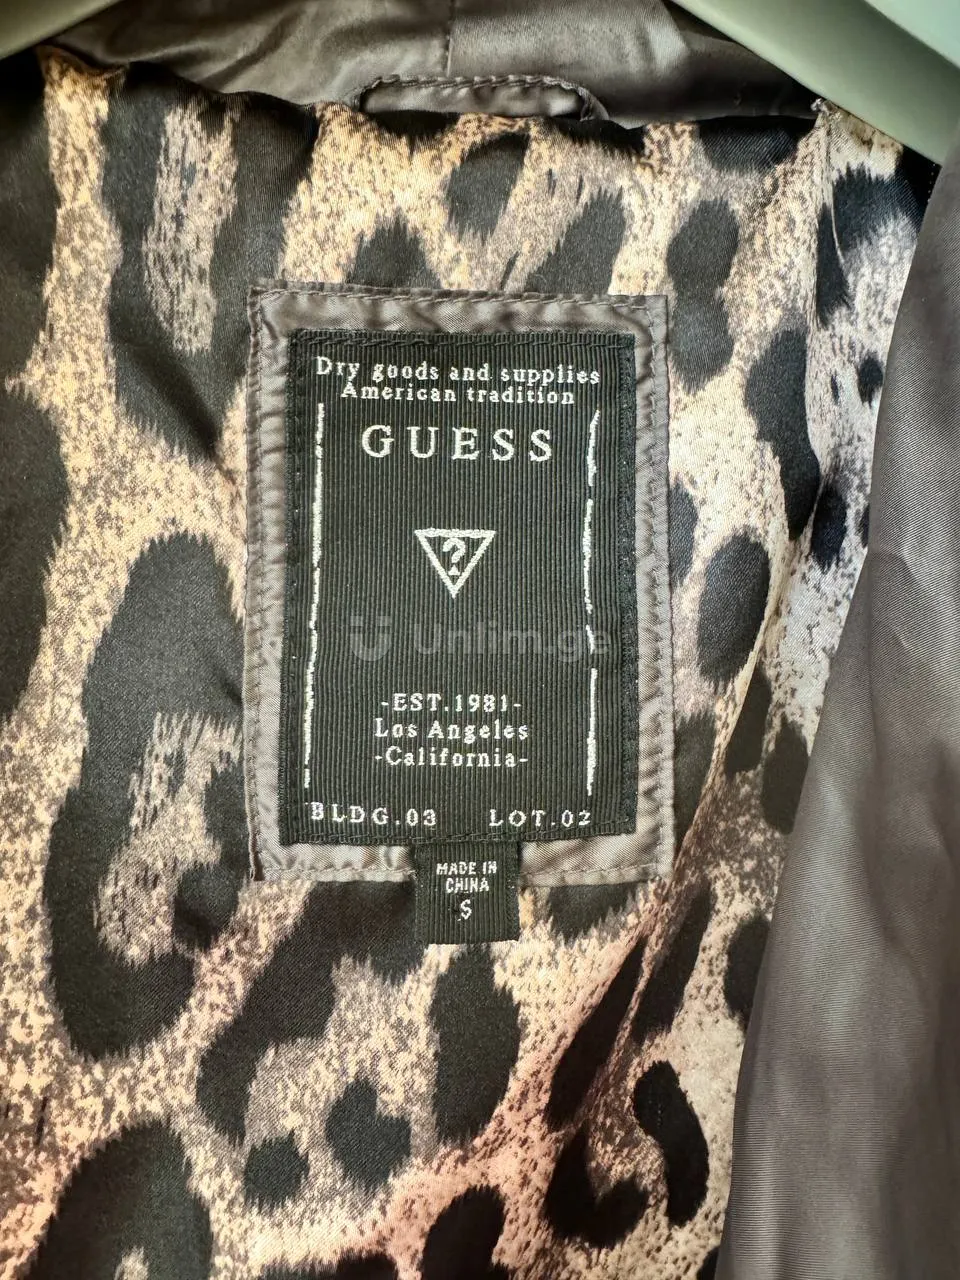 Dry goods and supplies
American tradition
GUESS
?
Unlim.ge
-EST.1981-
Los Angeles
-California-
BLDG.03 LOT.02
MADE IN
CHINA
S